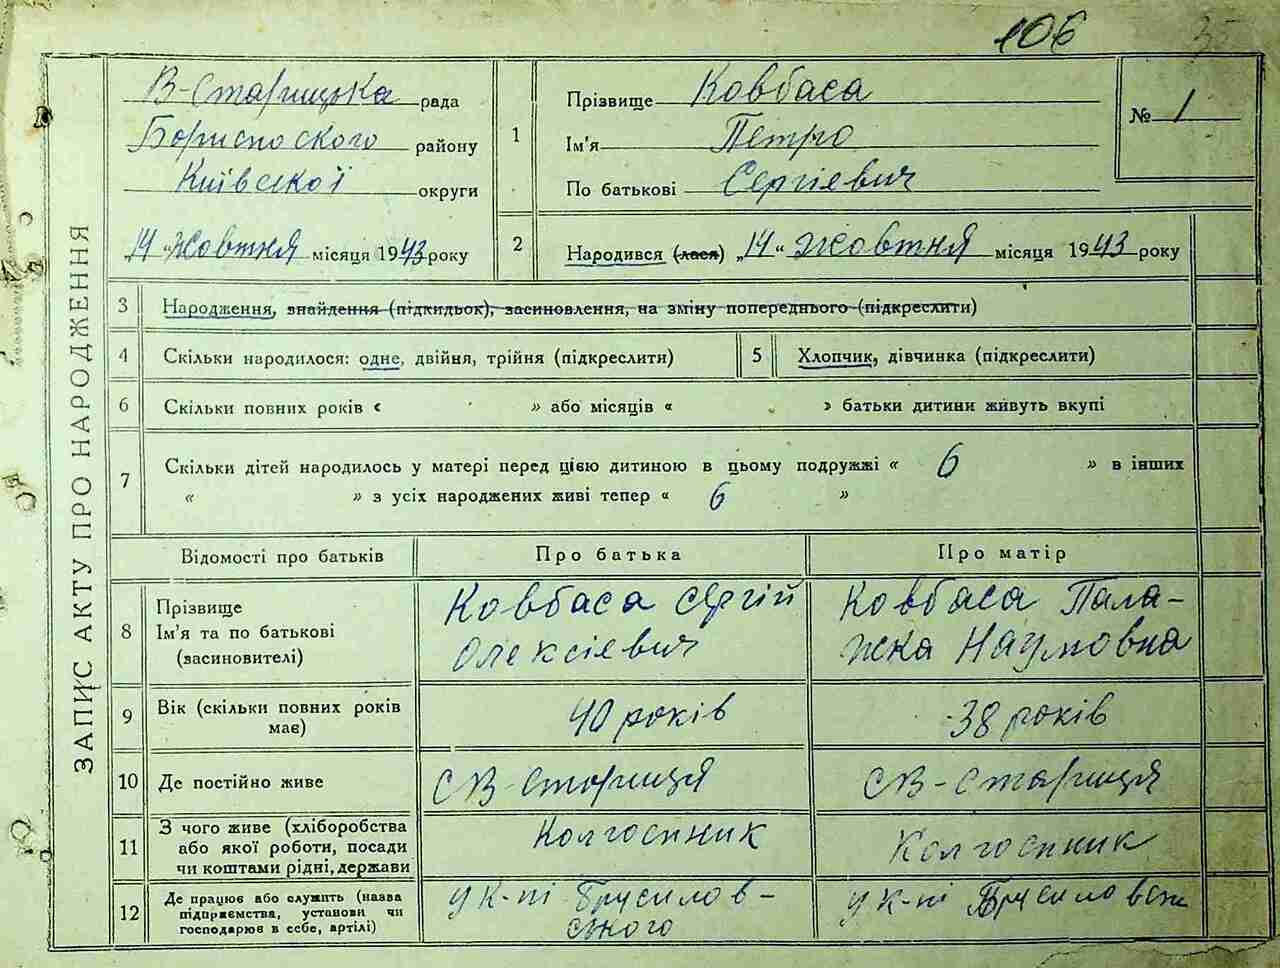 106
35
ЗАПИС АКТУ ПРО НАРОДЖЕННЯ
В-Старицька рада
Бориспоского району
Київської округи
„14 “ Жовтня місяця 1943 року
1
Прізвище Ковбаса
Ім'я Петро
По батькові Сергієвич
№ 1
2
Народився (лася) „14“ Жовтня місяця 1943 року
3 Народження, знайдення (підкидьок), засиновлення, на зміну попереднього (підкреслити)
4 Скільки народилося: одне, двійня, трійня (підкреслити)
5 Хлопчик, дівчинка (підкреслити)
6 Скільки повних років « » або місяців « » батьки дитини живуть вкупі
7 Скільки дітей народилось у матері перед цією дитиною в цьому подружжі « 6 » в інших
« » з усіх народжених живі тепер « 6 »
Відомості про батьків Про батька Про матір
8 Прізвище
Ім'я та по батькові
(засиновителі)
Ковбаса Сергій
Олексієвич
Ковбаса Пала-
жка Наумовна
9 Вік (скільки повних років
має)
40 років
38 років
10 Де постійно живе
С В-Стариця
С В-Стариця
11 З чого живе (хліборобства
або якої роботи, посади
чи коштами рідні, держави
Колгоспник
Колгоспник
12 Де працює або служить (назва
підприємства, установи чи
господарює в себе, артілі)
у к-пі Брусилов-
ського
у к-пі